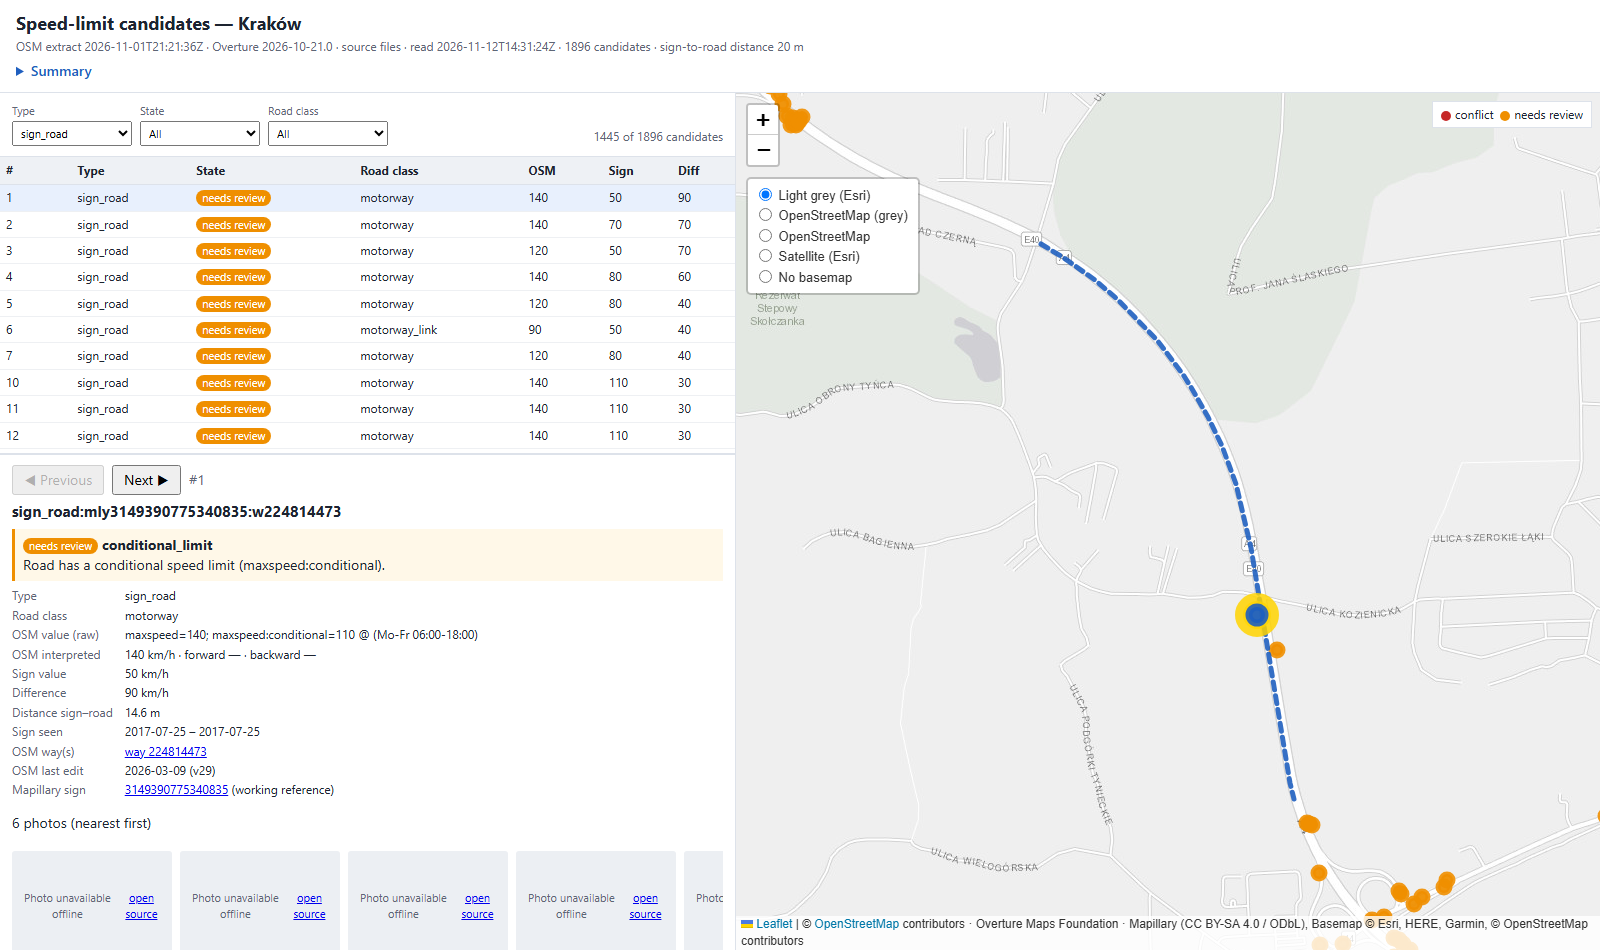 Speed-limit candidates — Kraków
OSM extract 2026-11-01T21:21:36Z · Overture 2026-10-21.0 · source files · read 2026-11-12T14:31:24Z · 1896 candidates · sign-to-road distance 20 m
▶ Summary
Type State Road class
sign_road All All 1445 of 1896 candidates
# Type State Road class OSM Sign Diff
1 sign_road needs review motorway 140 50 90
2 sign_road needs review motorway 140 70 70
3 sign_road needs review motorway 120 50 70
4 sign_road needs review motorway 140 80 60
5 sign_road needs review motorway 120 80 40
6 sign_road needs review motorway_link 90 50 40
7 sign_road needs review motorway 120 80 40
10 sign_road needs review motorway 140 110 30
11 sign_road needs review motorway 140 110 30
12 sign_road needs review motorway 140 110 30
◀ Previous Next ▶ #1
sign_road:mly3149390775340835:w224814473
needs review conditional_limit
Road has a conditional speed limit (maxspeed:conditional).
Type sign_road
Road class motorway
OSM value (raw) maxspeed=140; maxspeed:conditional=110 @ (Mo-Fr 06:00-18:00)
OSM interpreted 140 km/h · forward — · backward —
Sign value 50 km/h
Difference 90 km/h
Distance sign–road 14.6 m
Sign seen 2017-07-25 – 2017-07-25
OSM way(s) way 224814473
OSM last edit 2026-03-09 (v29)
Mapillary sign 3149390775340835 (working reference)
6 photos (nearest first)
Photo unavailable offline open source
Photo unavailable offline open source
Photo unavailable offline open source
Photo unavailable offline open source
+
−
Light grey (Esri)
OpenStreetMap (grey)
OpenStreetMap
Satellite (Esri)
No basemap
conflict needs review
E40
CZERNĄ
ULICA
PROF. JANA ŚLASKIEGO
Rezerwat
Stepowy
Skołczanka
ULICA OBRONY TYŃCA
ULICA BAGIENNA
ULICA SZEROKIE ŁĄKI
ULICA KOZIENICKA
ULICA PODGÓRKI TYNIECKIE
ULICA WIELOGÓRSKA
Leaflet | © OpenStreetMap contributors · Overture Maps Foundation · Mapillary (CC BY-SA 4.0 / ODbL), Basemap © Esri, HERE, Garmin, © OpenStreetMap
contributors